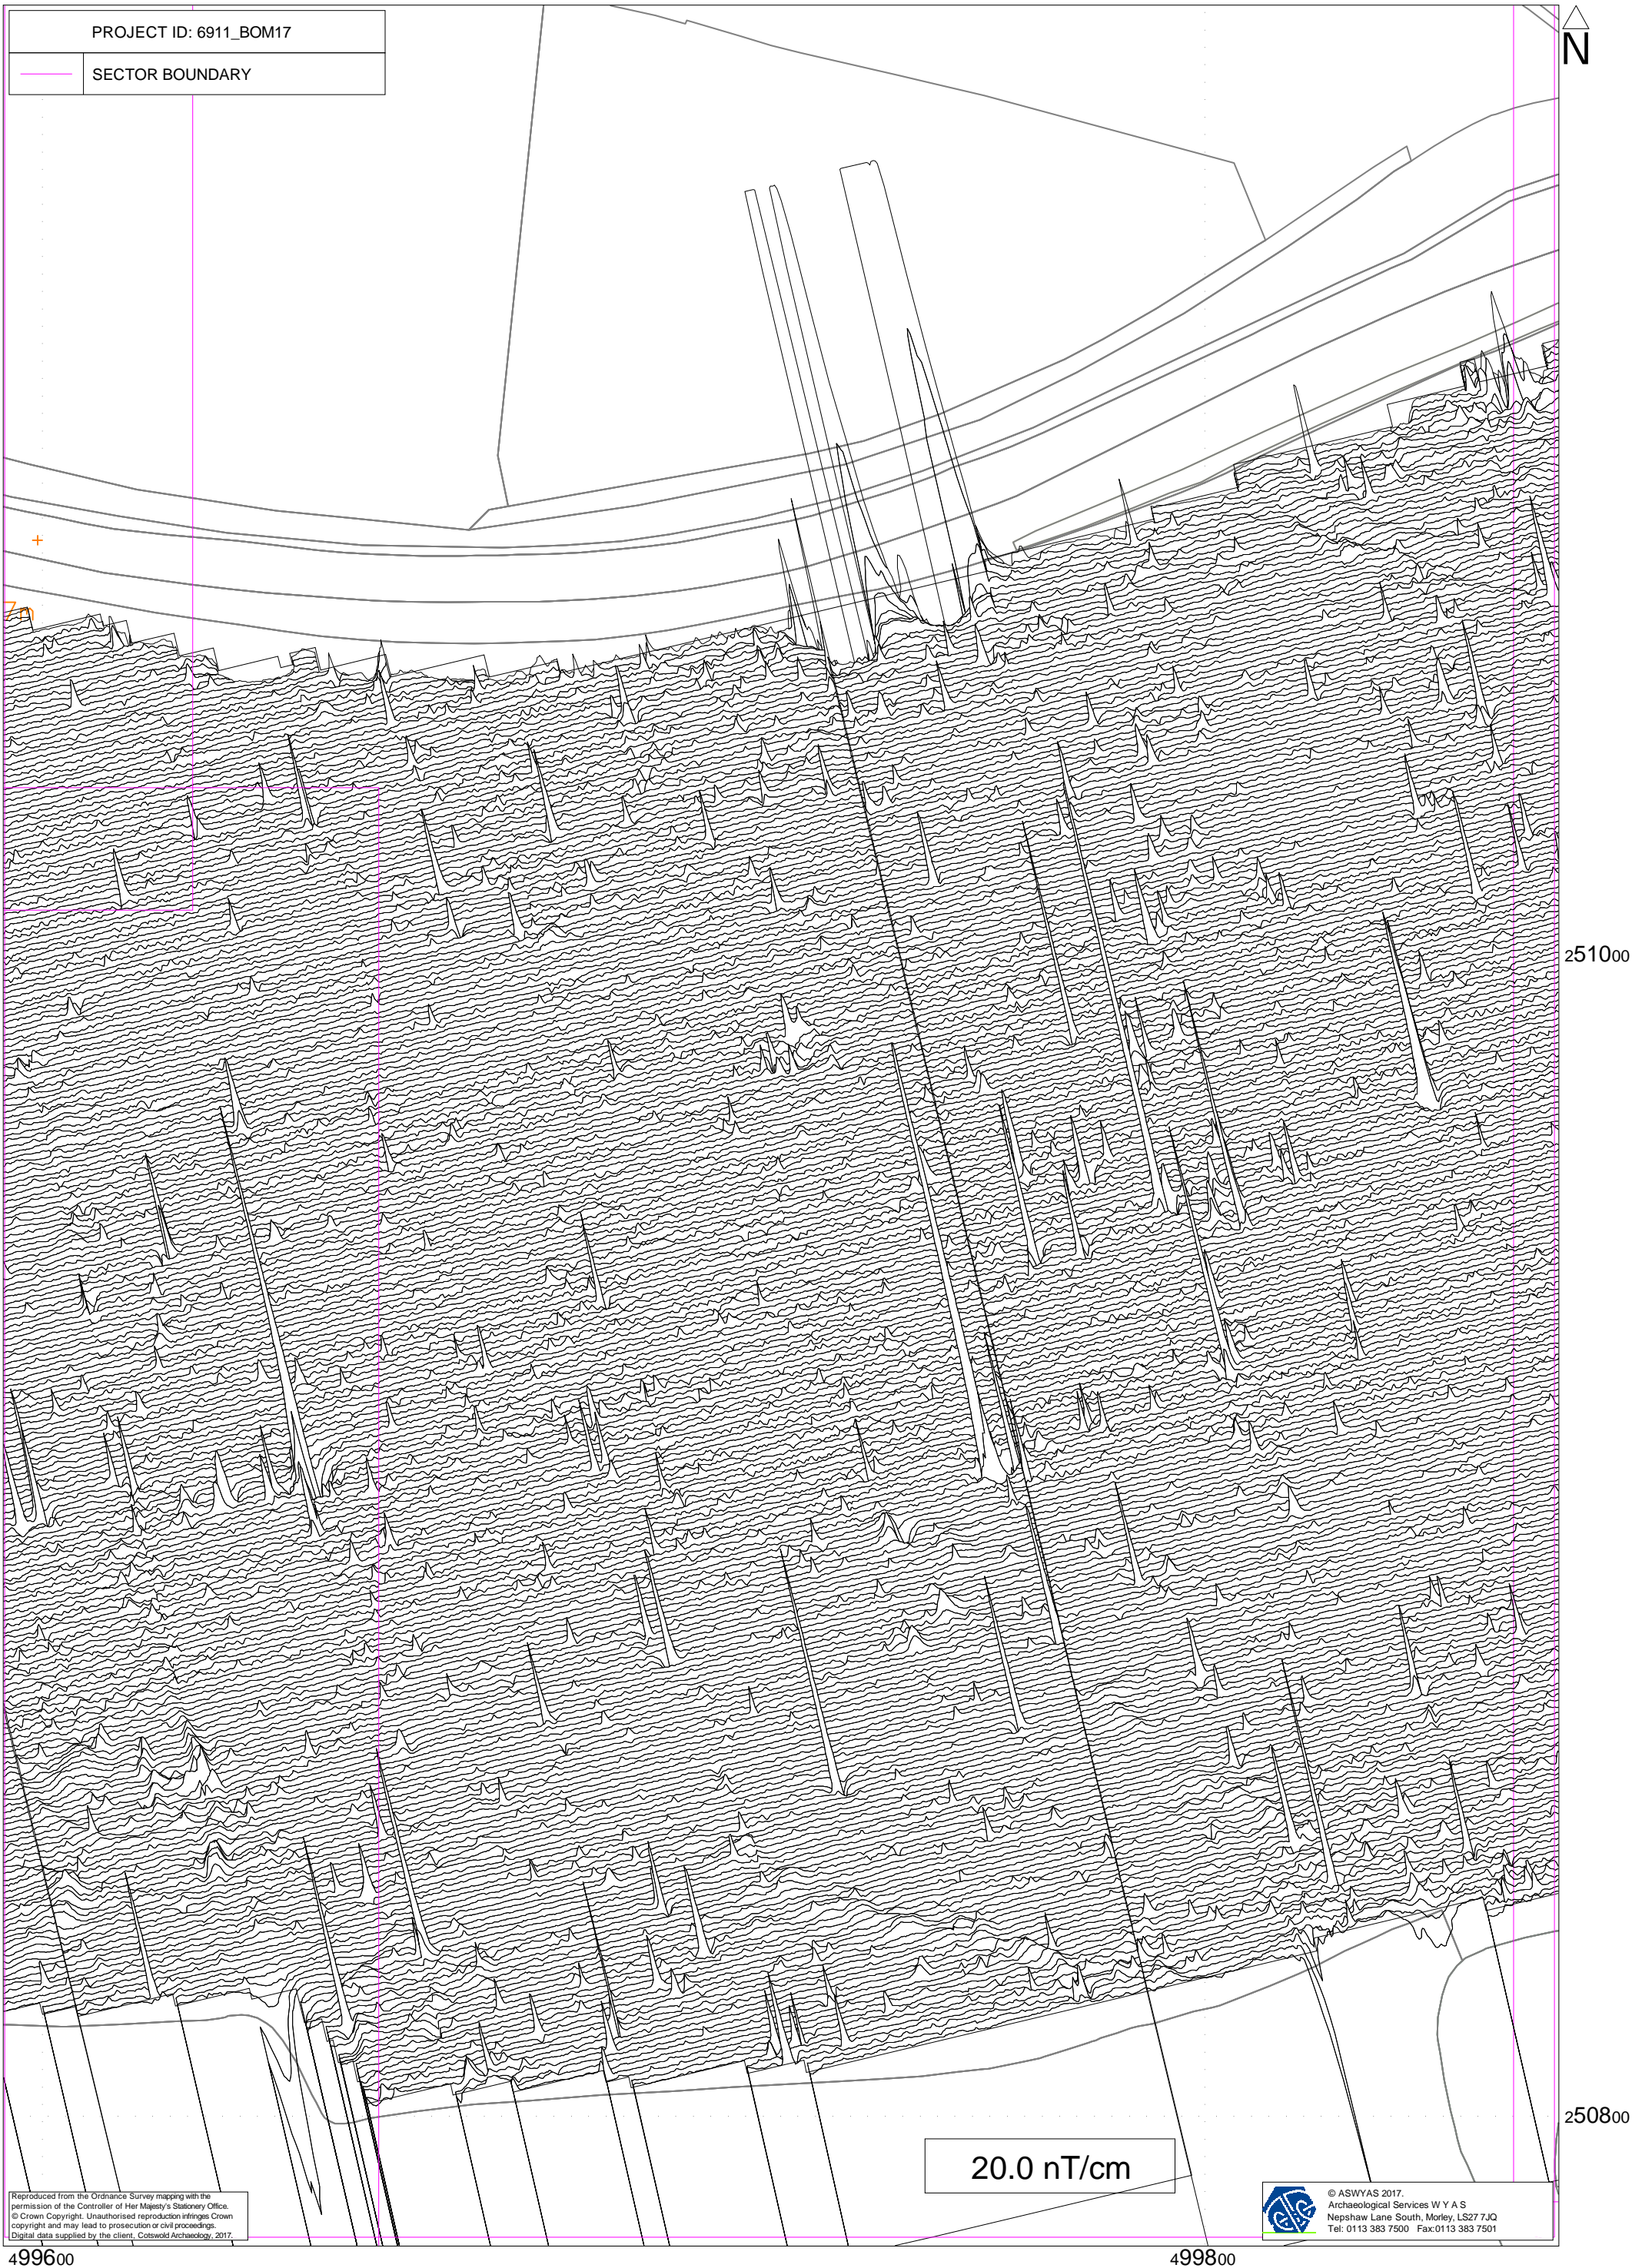 PROJECT ID: 6911_BOM17
SECTOR BOUNDARY
N
7m
251000
250800
20.0 nT/cm
Reproduced from the Ordnance Survey mapping with the
permission of the Controller of Her Majesty's Stationery Office.
© Crown Copyright. Unauthorised reproduction infringes Crown
copyright and may lead to prosecution or civil proceedings.
Digital data supplied by the client, Cotswold Archaeology, 2017.
© ASWYAS 2017.
Archaeological Services W Y A S
Nepshaw Lane South, Morley, LS27 7JQ
Tel: 0113 383 7500 Fax:0113 383 7501
499600
499800